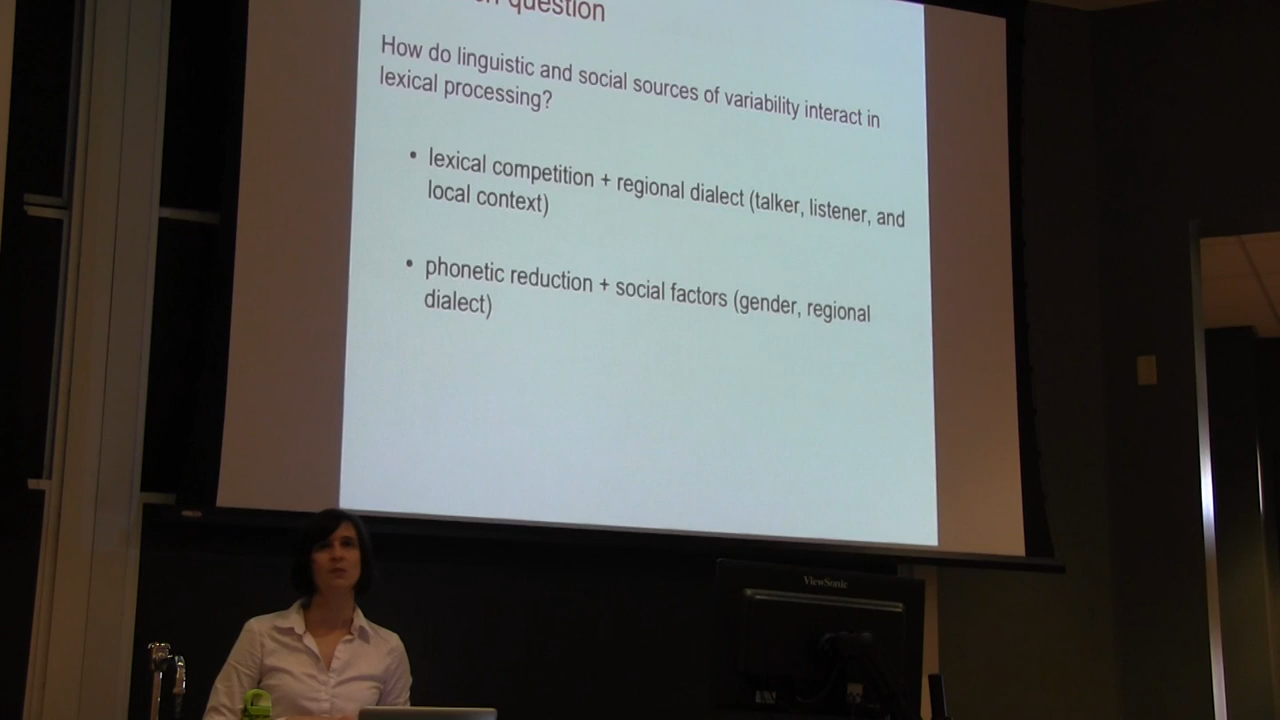 question
How do linguistic and social sources of variability interact in
lexical processing?
• lexical competition + regional dialect (talker, listener, and
local context)
• phonetic reduction + social factors (gender, regional
dialect)
ViewSonic